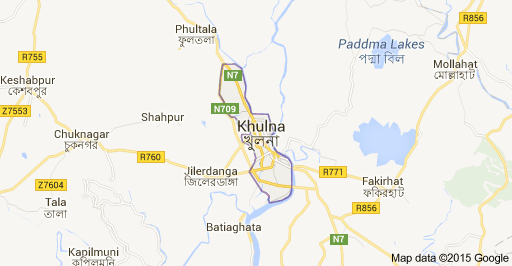 Phultala
ফুলতলা
R856
R755
Paddma Lakes
পদ্মা বিল
Mollahat
মোল্লাহাট
N7
Keshabpur
কেশবপুর
Z7553
N709
Shahpur
Khulna
খুলনা
Chuknagar
চুকনগর
R760
Jilerdanga
জিলেরডাঙ্গা
R771
Fakirhat
ফকিরহাট
Z7604
Tala
তালা
R856
Batiaghata
N7
Kapilmuni
কপিলমুনি
Map data ©2015 Google